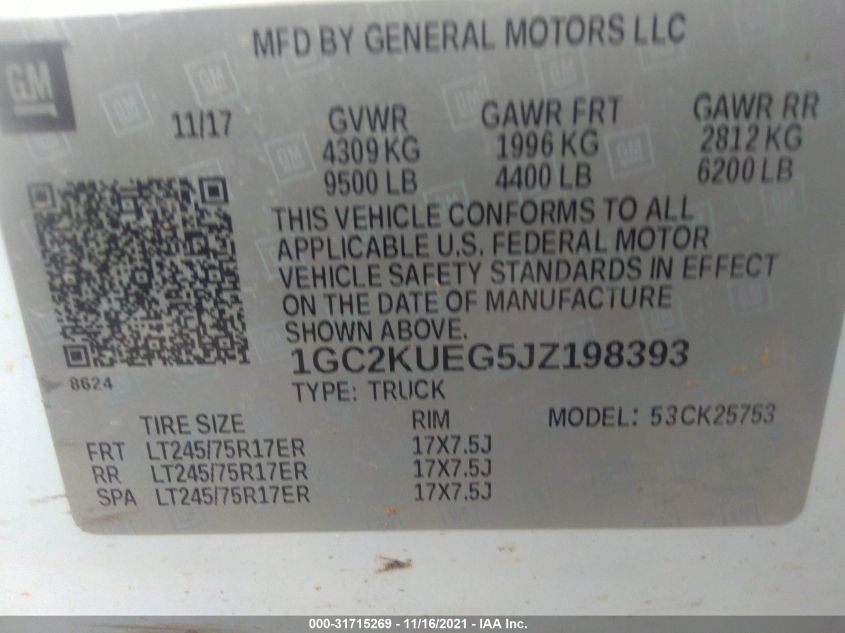 MFD BY GENERAL MOTORS LLC
GM
11/17 GVWR GAWR FRT GAWR RR
4309 KG 1996 KG 2812 KG
9500 LB 4400 LB 6200 LB
THIS VEHICLE CONFORMS TO ALL
APPLICABLE U.S. FEDERAL MOTOR
VEHICLE SAFETY STANDARDS IN EFFECT
ON THE DATE OF MANUFACTURE
SHOWN ABOVE.
1GC2KUEG5JZ198393
8624
TYPE: TRUCK
TIRE SIZE RIM MODEL: 53CK25753
FRT LT245/75R17ER 17X7.5J
RR LT245/75R17ER 17X7.5J
SPA LT245/75R17ER 17X7.5J
000-31715269 - 11/16/2021 - IAA Inc.